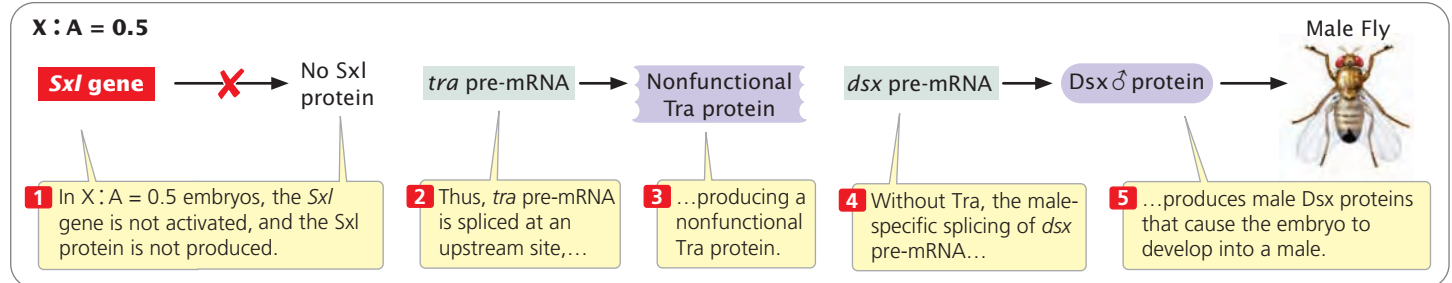 X : A = 0.5
Male Fly
Sxl gene
No Sxl
protein
tra pre-mRNA
Nonfunctional
Tra protein
dsx pre-mRNA
Dsx♂ protein
1 In X : A = 0.5 embryos, the Sxl
gene is not activated, and the Sxl
protein is not produced.
2 Thus, tra pre-mRNA
is spliced at an
upstream site,…
3 …producing a
nonfunctional
Tra protein.
4 Without Tra, the male-
specific splicing of dsx
pre-mRNA…
5 …produces male Dsx proteins
that cause the embryo to
develop into a male.